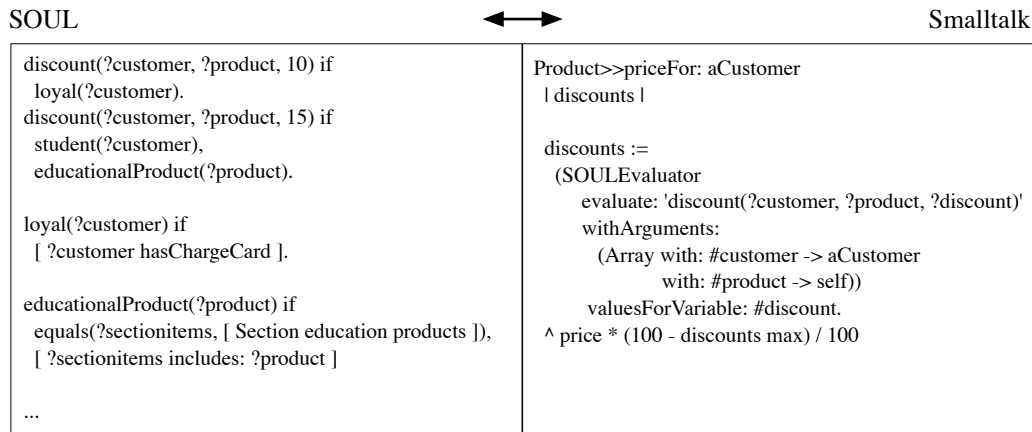 SOUL
Smalltalk
discount(?customer, ?product, 10) if
loyal(?customer).
discount(?customer, ?product, 15) if
student(?customer),
educationalProduct(?product).
loyal(?customer) if
[ ?customer hasChargeCard ].
educationalProduct(?product) if
equals(?sectionitems, [ Section education products ]),
[ ?sectionitems includes: ?product ]
...
Product>>priceFor: aCustomer
| discounts |
discounts :=
(SOULEvaluator
evaluate: 'discount(?customer, ?product, ?discount)'
withArguments:
(Array with: #customer -> aCustomer
with: #product -> self))
valuesForVariable: #discount.
^ price * (100 - discounts max) / 100